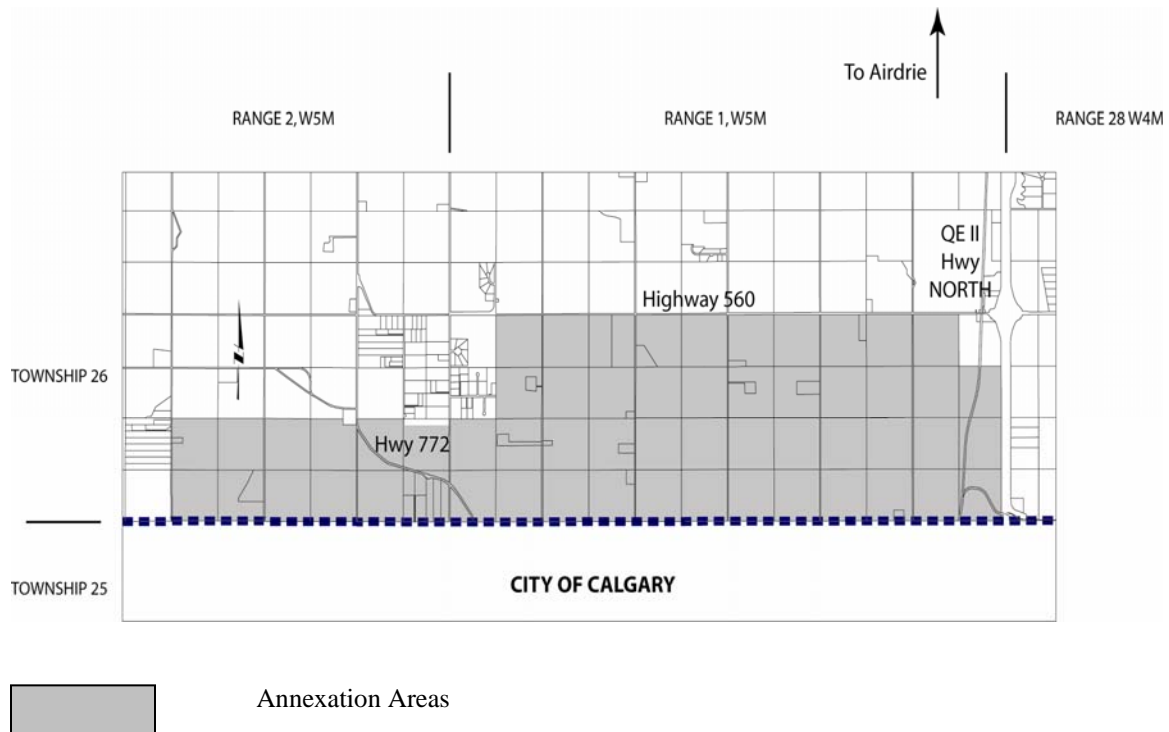 To Airdrie
RANGE 2, W5M
RANGE 1, W5M
RANGE 28 W4M
QE II
Hwy
NORTH
Highway 560
TOWNSHIP 26
Hwy 772
TOWNSHIP 25
CITY OF CALGARY
Annexation Areas